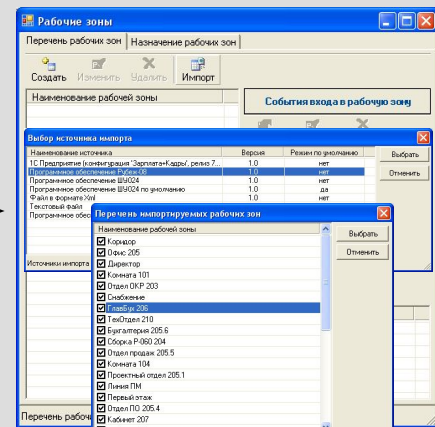 Рабочие зоны
Перечень рабочих зон Назначение рабочих зон
Создать Изменить Удалить Импорт
Наименование рабочей зоны
События входа в рабочую зону
Выбор источника импорта
Наименование источника Версия Режим по умолчанию
1С Предприятие (конфигурация 'Зарплата+Кадры', релиз 7... 1.0 нет
Программное обеспечение Рубеж-08 1.0 нет
Программное обеспечение ШЭ024 1.0 нет
Программное обеспечение ШЭ024 по умолчанию 1.0 да
Файл в формате Xml 1.0 нет
Текстовый файл
Программное обес
Выбрать
Отменить
Источники импорта
Перечень импортируемых рабочих зон
Наименование рабочей зоны
Коридор
Офис 205
Директор
Комната 101
Отдел ОКР 203
Снабжение
ГлавБух 206
ТехОтдел 210
Бухгалтерия 205.6
Сборка Р-060 204
Отдел продаж 205.5
Комната 104
Проектный отдел 205.1
Линия ПМ
Первый этаж
Отдел ПО 205.4
Кабинет 207
Выбрать
Отменить
Перечень рабочи